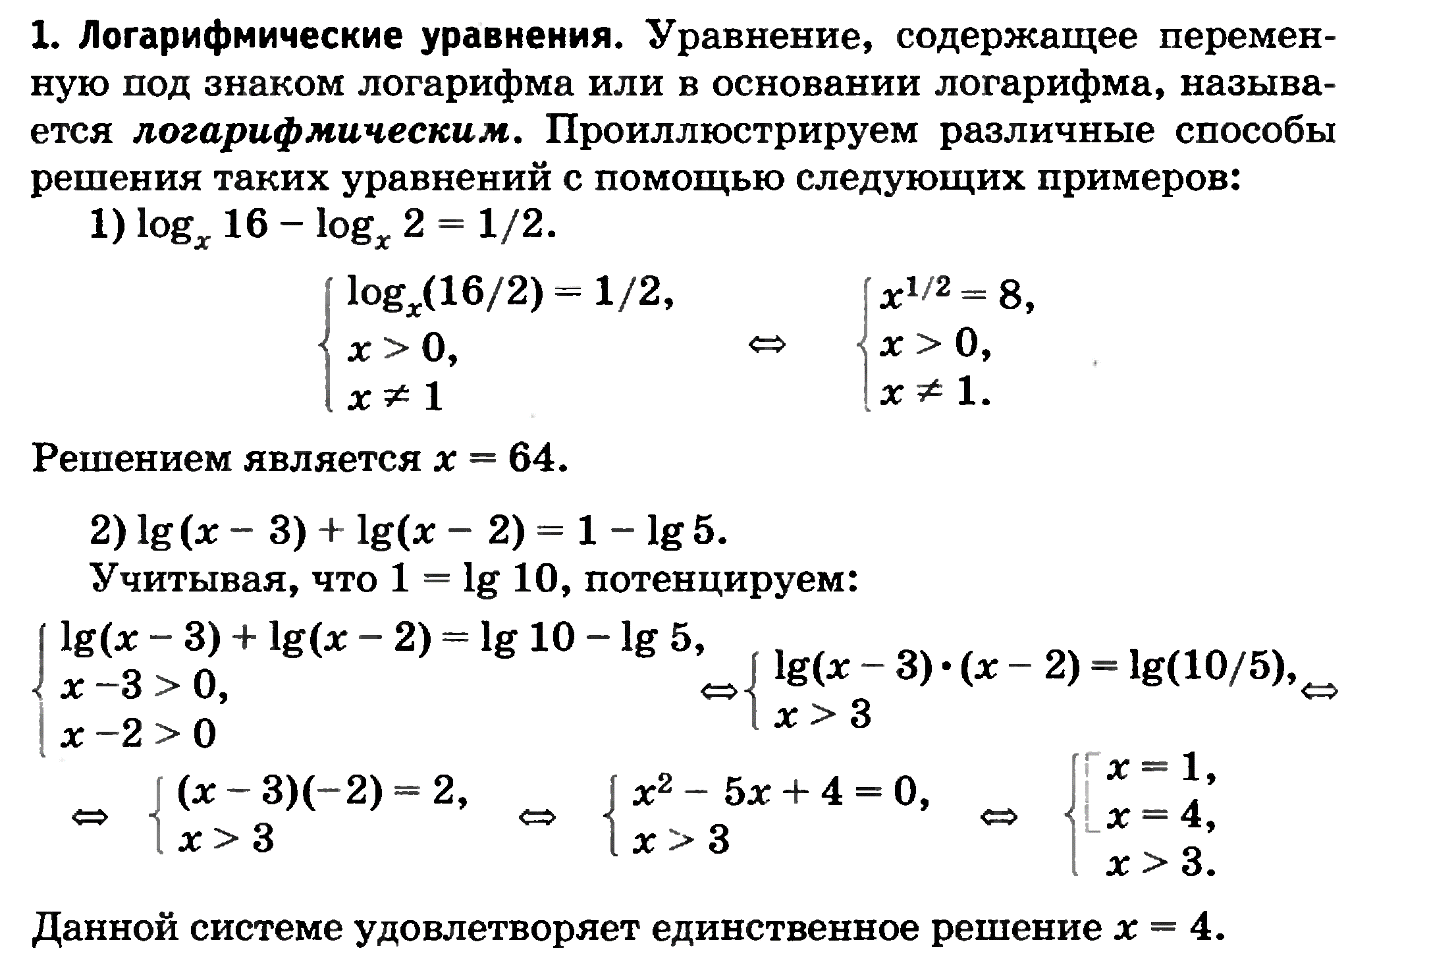 1. Логарифмические уравнения. Уравнение, содержащее перемен-
ную под знаком логарифма или в основании логарифма, называ-
ется логарифмическим. Проиллюстрируем различные способы
решения таких уравнений с помощью следующих примеров:
1) logₓ 16 – logₓ 2 = 1/2.
{ logₓ(16/2) = 1/2, x > 0, x ≠ 1 ⇔ { x^{1/2} = 8, x > 0, x ≠ 1.
Решением является x = 64.
2) lg(x – 3) + lg(x – 2) = 1 – lg 5.
Учитывая, что 1 = lg 10, потенцируем:
{ lg(x – 3) + lg(x – 2) = lg 10 – lg 5, x –3 > 0, x –2 > 0 ⇔ { lg(x – 3)·(x – 2) = lg(10/5), x > 3 ⇔
⇔ { (x – 3)(–2) = 2, x > 3 ⇔ { x² – 5x + 4 = 0, x > 3 ⇔ { [ x = 1, x = 4, x > 3.
Данной системе удовлетворяет единственное решение x = 4.